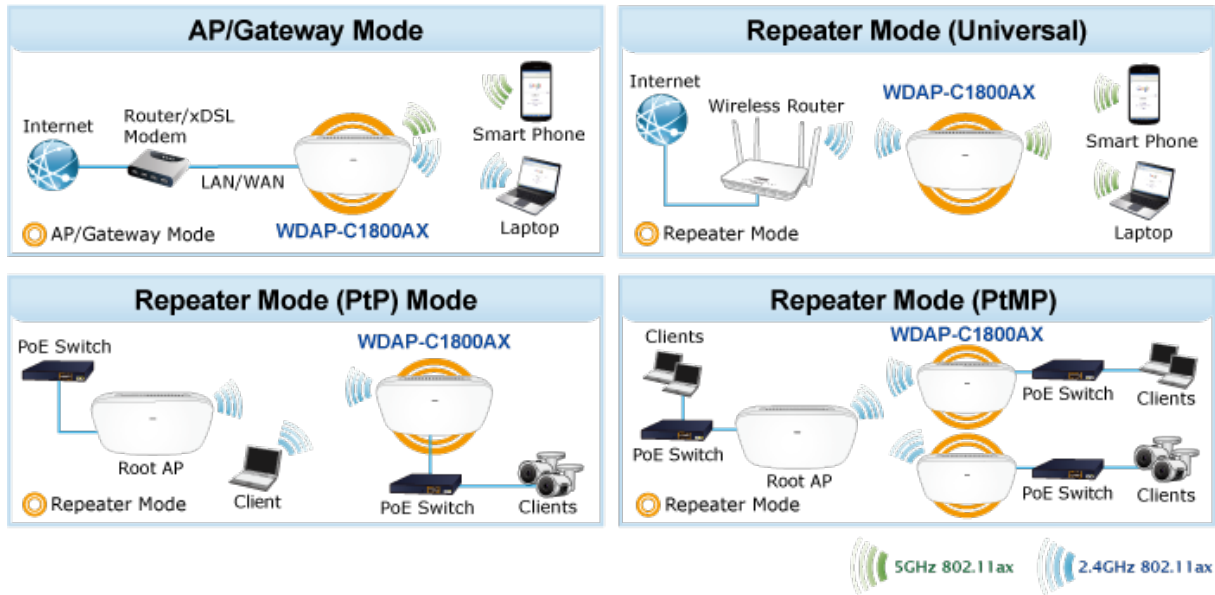 AP/Gateway Mode
Internet
Router/xDSL
Modem
LAN/WAN
WDAP-C1800AX
Smart Phone
Laptop
AP/Gateway Mode
Repeater Mode (Universal)
Internet
Wireless Router
WDAP-C1800AX
Smart Phone
Laptop
Repeater Mode
Repeater Mode (PtP) Mode
PoE Switch
Root AP
Client
WDAP-C1800AX
PoE Switch
Clients
Repeater Mode
Repeater Mode (PtMP)
Clients
PoE Switch
Root AP
WDAP-C1800AX
PoE Switch
Clients
PoE Switch
Clients
Repeater Mode
5GHz 802.11ax
2.4GHz 802.11ax